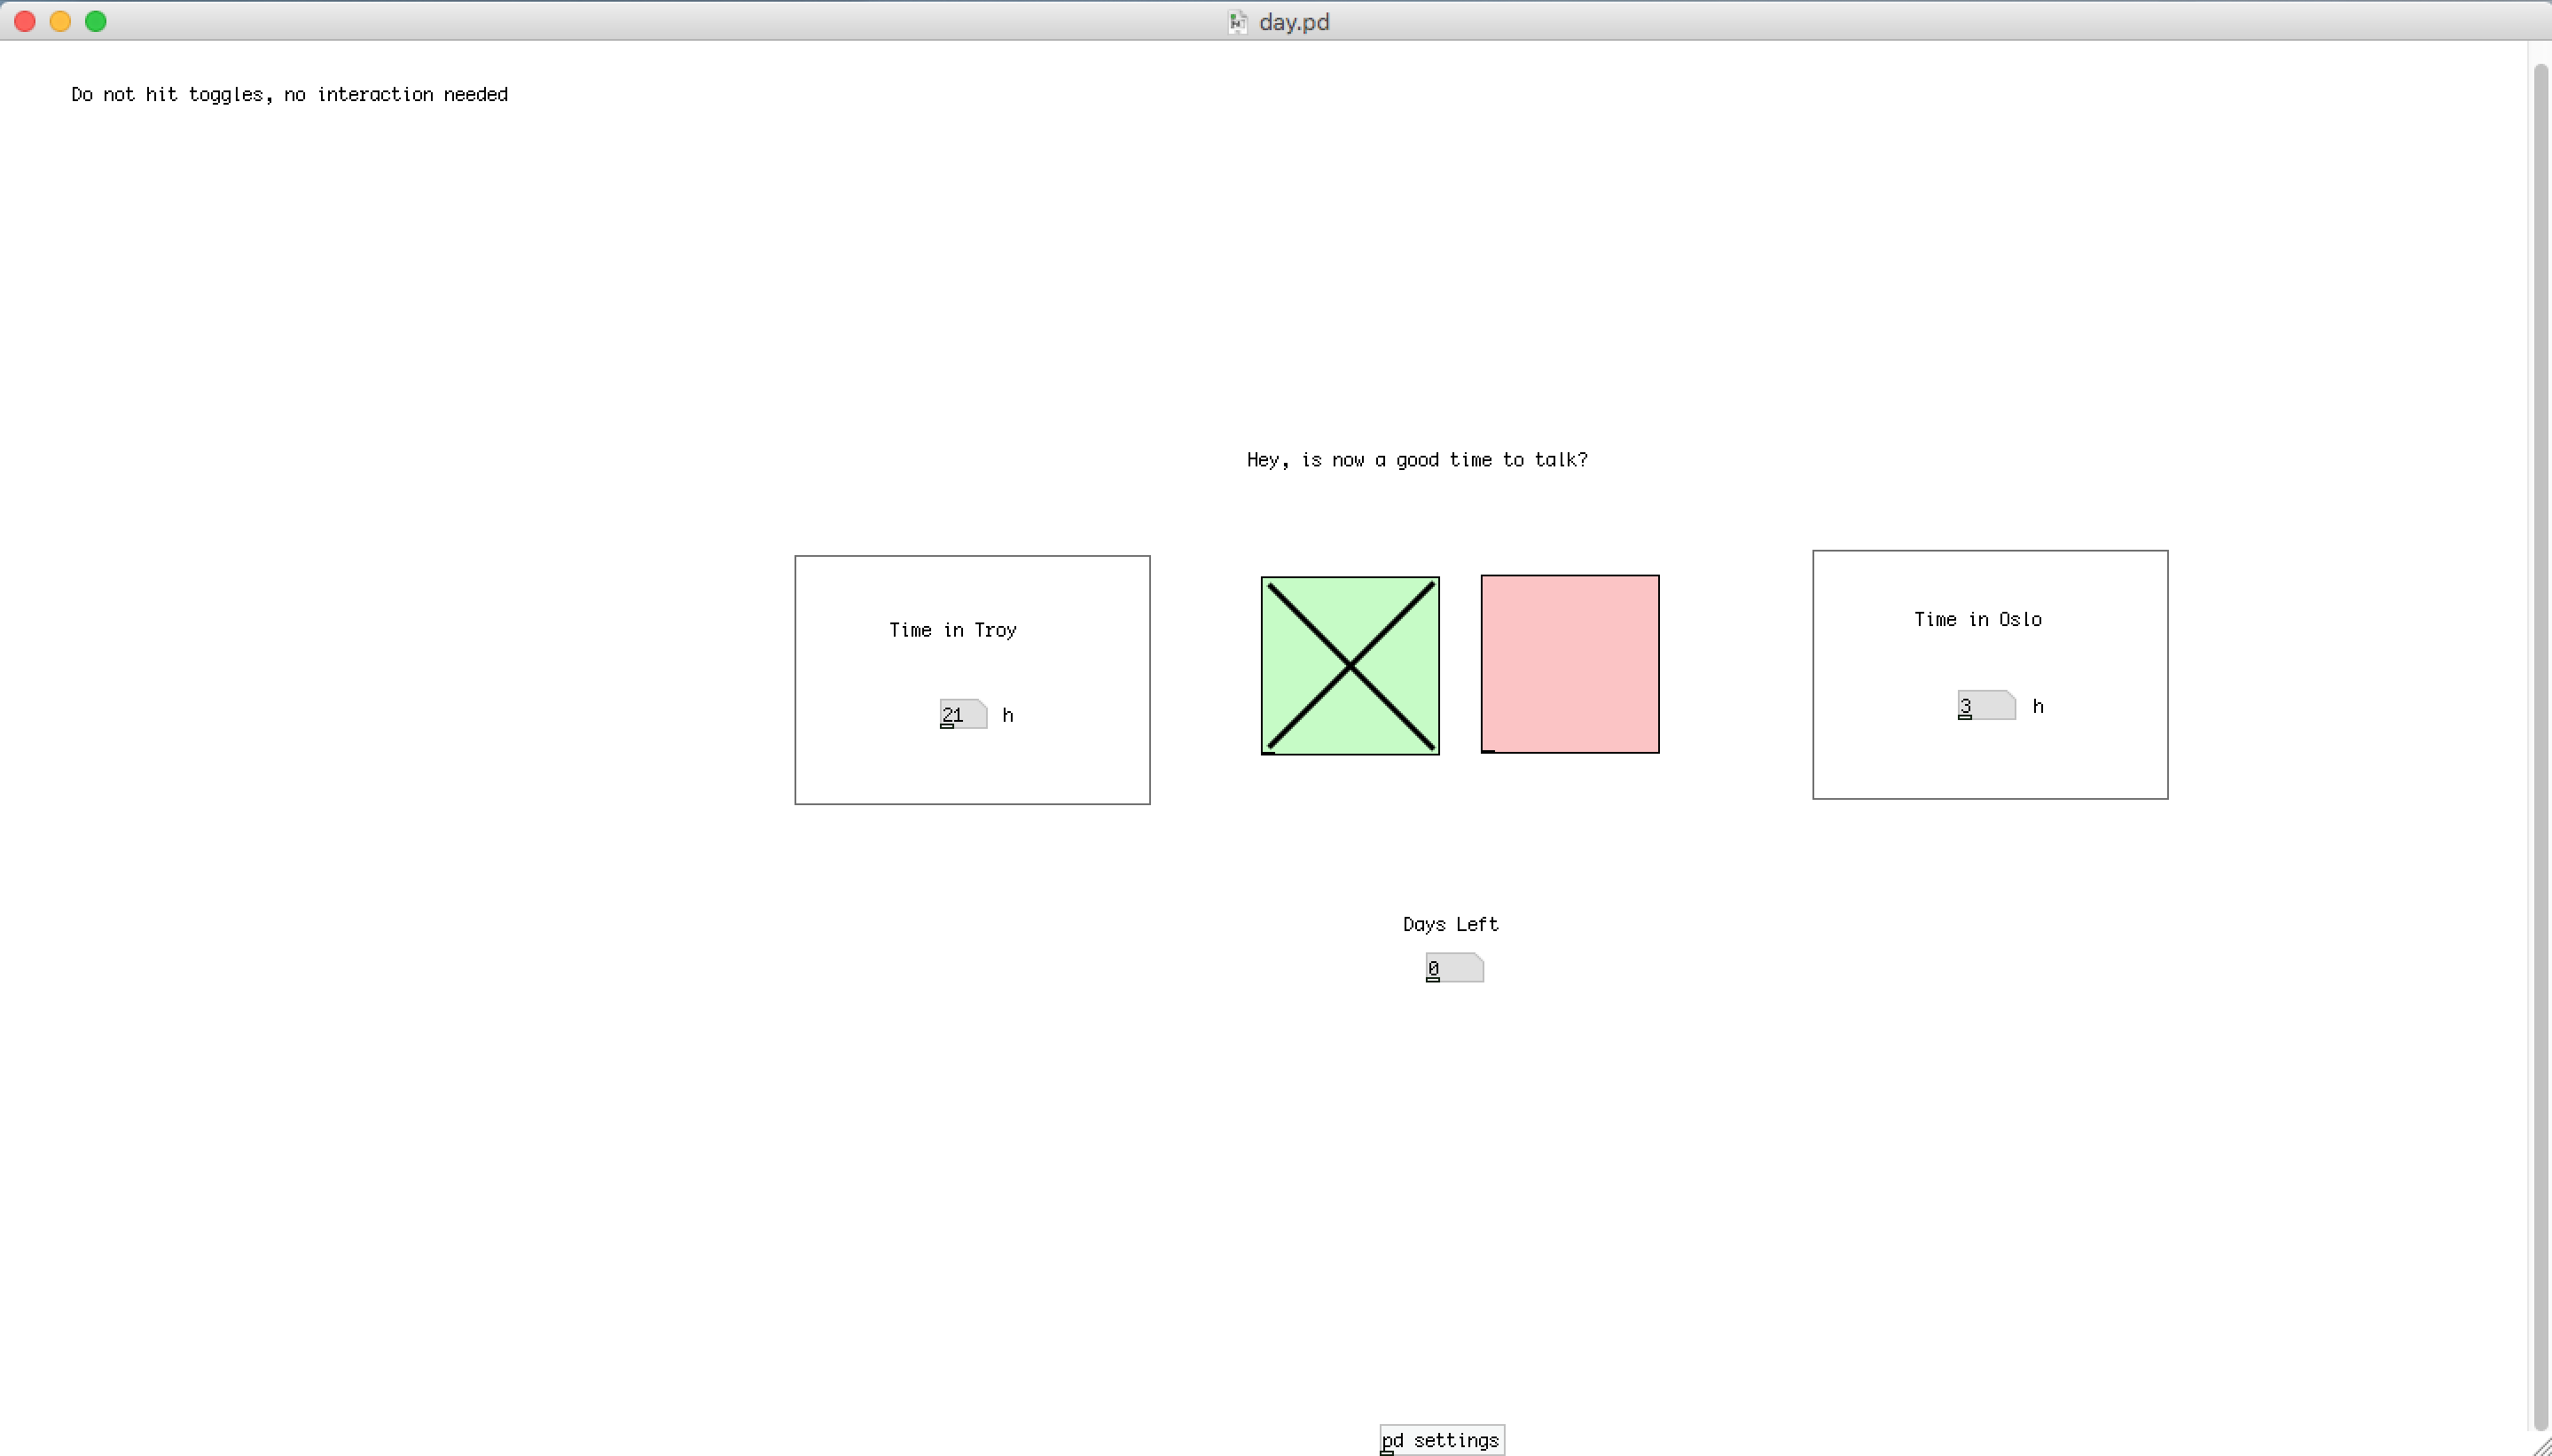 day.pd
Do not hit toggles, no interaction needed
Hey, is now a good time to talk?
Time in Troy
21 h
Time in Oslo
3 h
Days Left
0
pd settings